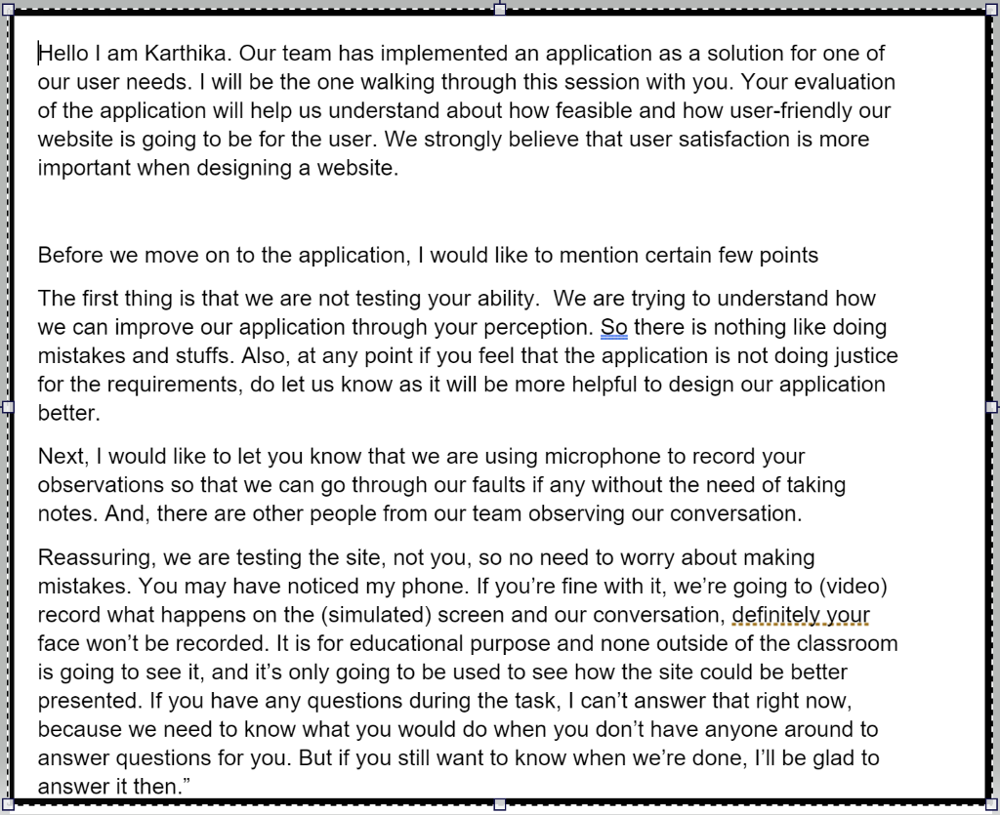 Hello I am Karthika. Our team has implemented an application as a solution for one of
our user needs. I will be the one walking through this session with you. Your evaluation
of the application will help us understand about how feasible and how user-friendly our
website is going to be for the user. We strongly believe that user satisfaction is more
important when designing a website.
Before we move on to the application, I would like to mention certain few points
The first thing is that we are not testing your ability.  We are trying to understand how
we can improve our application through your perception. So there is nothing like doing
mistakes and stuffs. Also, at any point if you feel that the application is not doing justice
for the requirements, do let us know as it will be more helpful to design our application
better.
Next, I would like to let you know that we are using microphone to record your
observations so that we can go through our faults if any without the need of taking
notes. And, there are other people from our team observing our conversation.
Reassuring, we are testing the site, not you, so no need to worry about making
mistakes. You may have noticed my phone. If you’re fine with it, we’re going to (video)
record what happens on the (simulated) screen and our conversation, definitely your
face won’t be recorded. It is for educational purpose and none outside of the classroom
is going to see it, and it’s only going to be used to see how the site could be better
presented. If you have any questions during the task, I can’t answer that right now,
because we need to know what you would do when you don’t have anyone around to
answer questions for you. But if you still want to know when we’re done, I’ll be glad to
answer it then.”